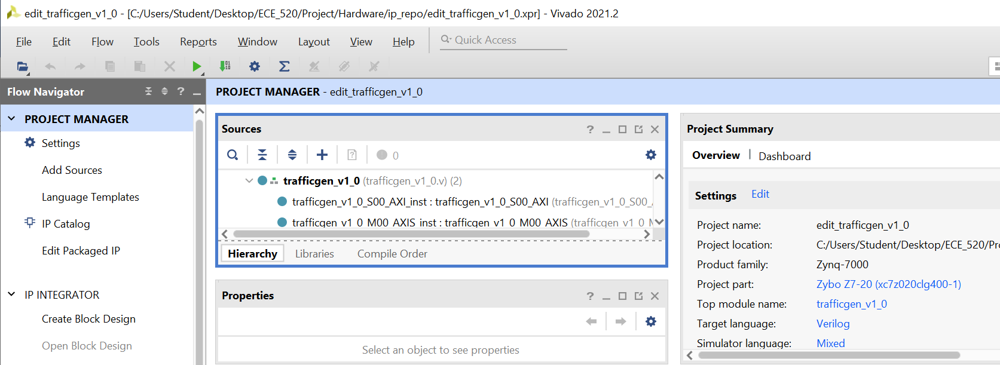 edit_trafficgen_v1_0 - [C:/Users/Student/Desktop/ECE_520/Project/Hardware/ip_repo/edit_trafficgen_v1_0.xpr] - Vivado 2021.2
File Edit Flow Tools Reports Window Layout View Help Quick Access
Flow Navigator
PROJECT MANAGER - edit_trafficgen_v1_0
PROJECT MANAGER
Settings
Add Sources
Language Templates
IP Catalog
Edit Packaged IP
IP INTEGRATOR
Create Block Design
Open Block Design
Sources
0
trafficgen_v1_0 (trafficgen_v1_0.v) (2)
trafficgen_v1_0_S00_AXI_inst : trafficgen_v1_0_S00_AXI (trafficgen_v1_0_S00_
trafficgen_v1_0_M00_AXIS_inst : trafficgen_v1_0_M00_AXIS (trafficgen_v1_0_M
Hierarchy Libraries Compile Order
Properties
Select an object to see properties
Project Summary
Overview | Dashboard
Settings Edit
Project name: edit_trafficgen_v1_0
Project location: C:/Users/Student/Desktop/ECE_520/Pr
Product family: Zynq-7000
Project part: Zybo Z7-20 (xc7z020clg400-1)
Top module name: trafficgen_v1_0
Target language: Verilog
Simulator language: Mixed